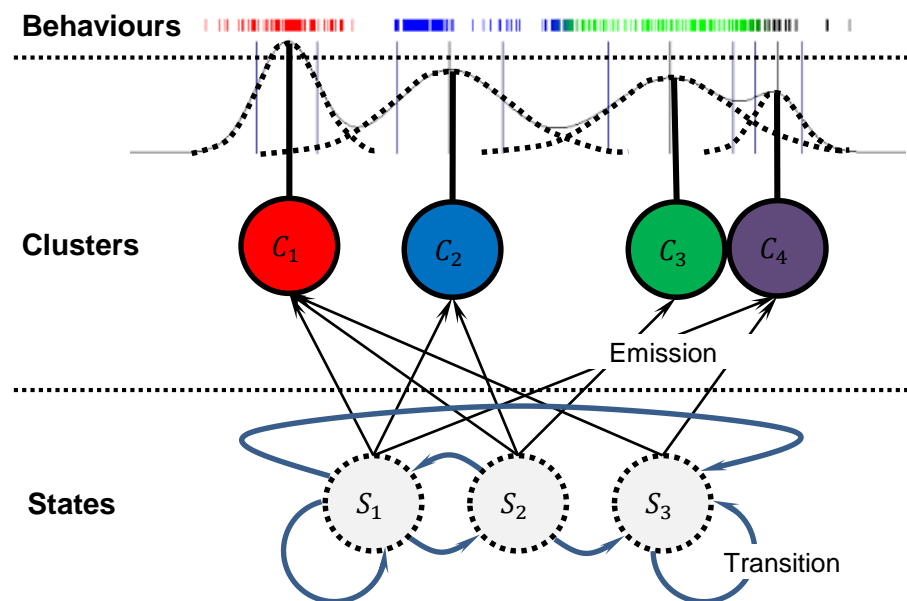 Behaviours
Clusters
C₁
C₂
C₃
C₄
Emission
States
S₁
S₂
S₃
Transition